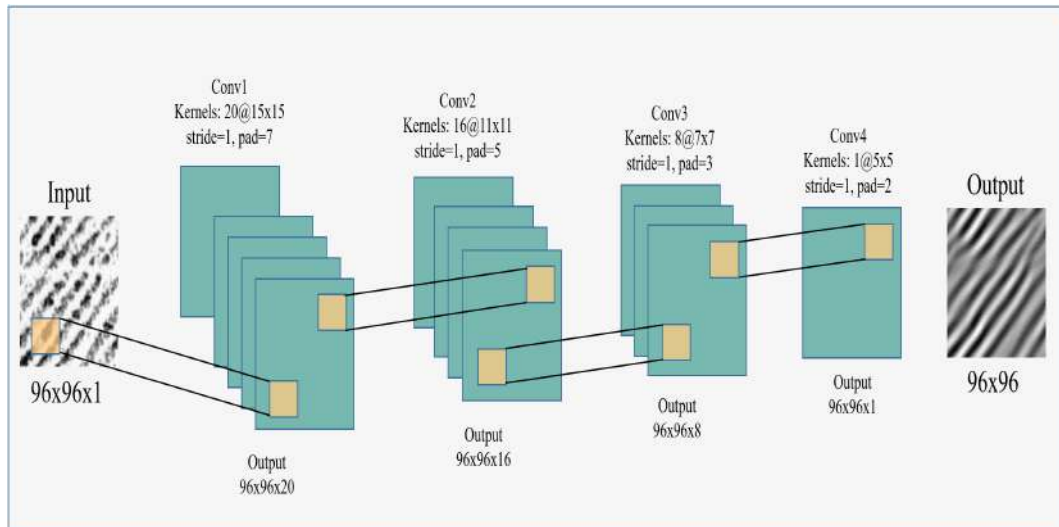 Input
96x96x1
Conv1
Kernels: 20@15x15
stride=1, pad=7
Output
96x96x20
Conv2
Kernels: 16@11x11
stride=1, pad=5
Output
96x96x16
Conv3
Kernels: 8@7x7
stride=1, pad=3
Output
96x96x8
Conv4
Kernels: 1@5x5
stride=1, pad=2
Output
96x96x1
Output
96x96